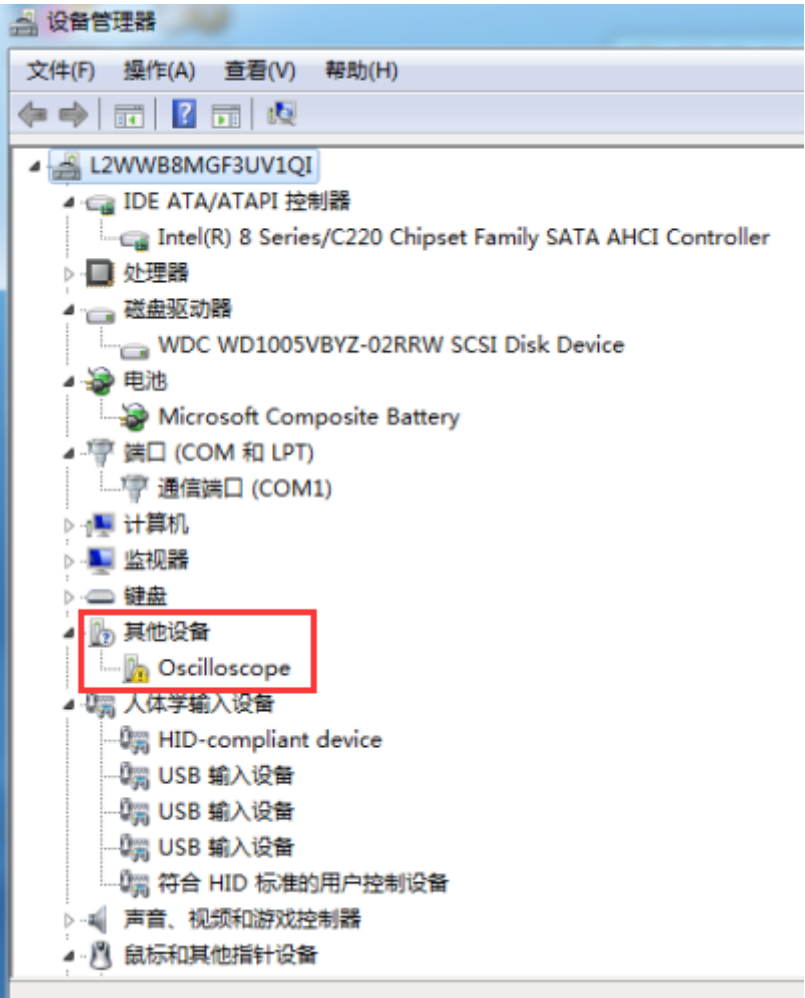 设备管理器
文件(F) 操作(A) 查看(V) 帮助(H)
L2WWB8MGF3UV1QI
IDE ATA/ATAPI 控制器
Intel(R) 8 Series/C220 Chipset Family SATA AHCI Controller
处理器
磁盘驱动器
WDC WD1005VBYZ-02RRW SCSI Disk Device
电池
Microsoft Composite Battery
端口 (COM 和 LPT)
通信端口 (COM1)
计算机
监视器
键盘
其他设备
Oscilloscope
人体学输入设备
HID-compliant device
USB 输入设备
USB 输入设备
USB 输入设备
符合 HID 标准的用户控制设备
声音、视频和游戏控制器
鼠标和其他指针设备